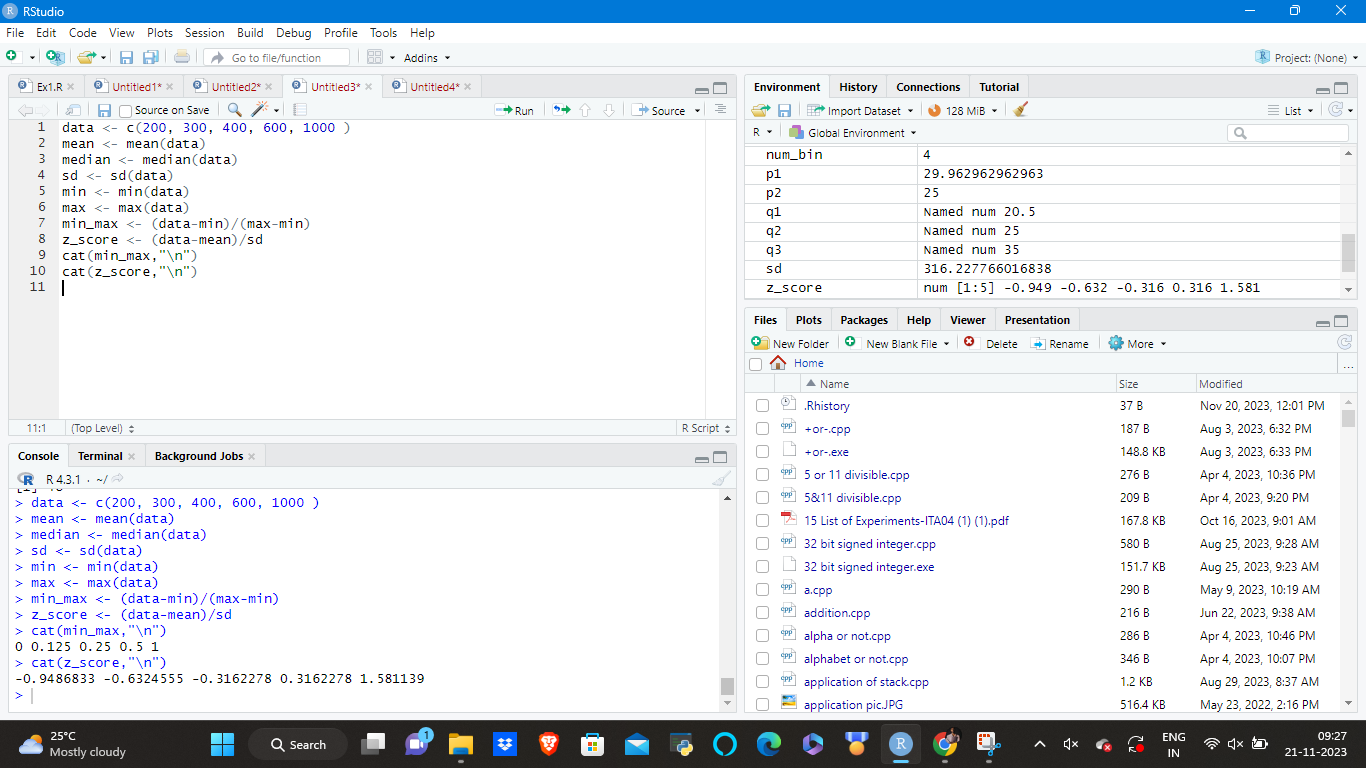 RStudio
File Edit Code View Plots Session Build Debug Profile Tools Help
Go to file/function Addins Project: (None)
Ex1.R Untitled1* Untitled2* Untitled3* Untitled4*
Source on Save Run Source
1 data <- c(200, 300, 400, 600, 1000 )
2 mean <- mean(data)
3 median <- median(data)
4 sd <- sd(data)
5 min <- min(data)
6 max <- max(data)
7 min_max <- (data-min)/(max-min)
8 z_score <- (data-mean)/sd
9 cat(min_max,"\n")
10 cat(z_score,"\n")
11
11:1 (Top Level) R Script
Console Terminal Background Jobs
R 4.3.1 · ~/
> data <- c(200, 300, 400, 600, 1000 )
> mean <- mean(data)
> median <- median(data)
> sd <- sd(data)
> min <- min(data)
> max <- max(data)
> min_max <- (data-min)/(max-min)
> z_score <- (data-mean)/sd
> cat(min_max,"\n")
0 0.125 0.25 0.5 1
> cat(z_score,"\n")
-0.9486833 -0.6324555 -0.3162278 0.3162278 1.581139
>
Environment History Connections Tutorial
Import Dataset 128 MiB List
R Global Environment
num_bin 4
p1 29.962962962963
p2 25
q1 Named num 20.5
q2 Named num 25
q3 Named num 35
sd 316.227766016838
z_score num [1:5] -0.949 -0.632 -0.316 0.316 1.581
Files Plots Packages Help Viewer Presentation
New Folder New Blank File Delete Rename More
Home ...
Name Size Modified
.Rhistory 37 B Nov 20, 2023, 12:01 PM
+or-.cpp 187 B Aug 3, 2023, 6:32 PM
+or-.exe 148.8 KB Aug 3, 2023, 6:33 PM
5 or 11 divisible.cpp 276 B Apr 4, 2023, 10:36 PM
5&11 divisible.cpp 209 B Apr 4, 2023, 9:20 PM
15 List of Experiments-ITA04 (1) (1).pdf 167.8 KB Oct 16, 2023, 9:01 AM
32 bit signed integer.cpp 580 B Aug 25, 2023, 9:28 AM
32 bit signed integer.exe 151.7 KB Aug 25, 2023, 9:23 AM
a.cpp 290 B May 9, 2023, 10:19 AM
addition.cpp 216 B Jun 22, 2023, 9:38 AM
alpha or not.cpp 286 B Apr 4, 2023, 10:46 PM
alphabet or not.cpp 346 B Apr 4, 2023, 10:07 PM
application of stack.cpp 1.2 KB Aug 29, 2023, 8:37 AM
application pic.JPG 516.4 KB May 23, 2022, 2:16 PM
25°C
Mostly cloudy
Search
1
ENG
IN
09:27
21-11-2023